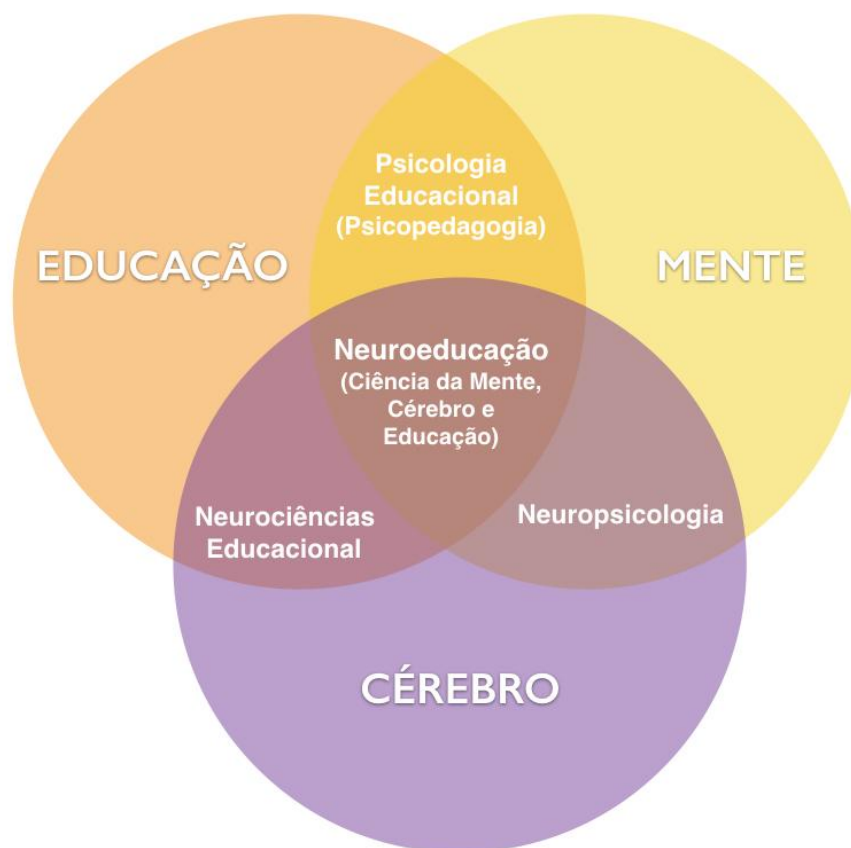 Psicologia
Educacional
(Psicopedagogia)
EDUCAÇÃO
MENTE
Neuroeducação
(Ciência da Mente,
Cérebro e
Educação)
Neurociências
Educacional
Neuropsicologia
CÉREBRO